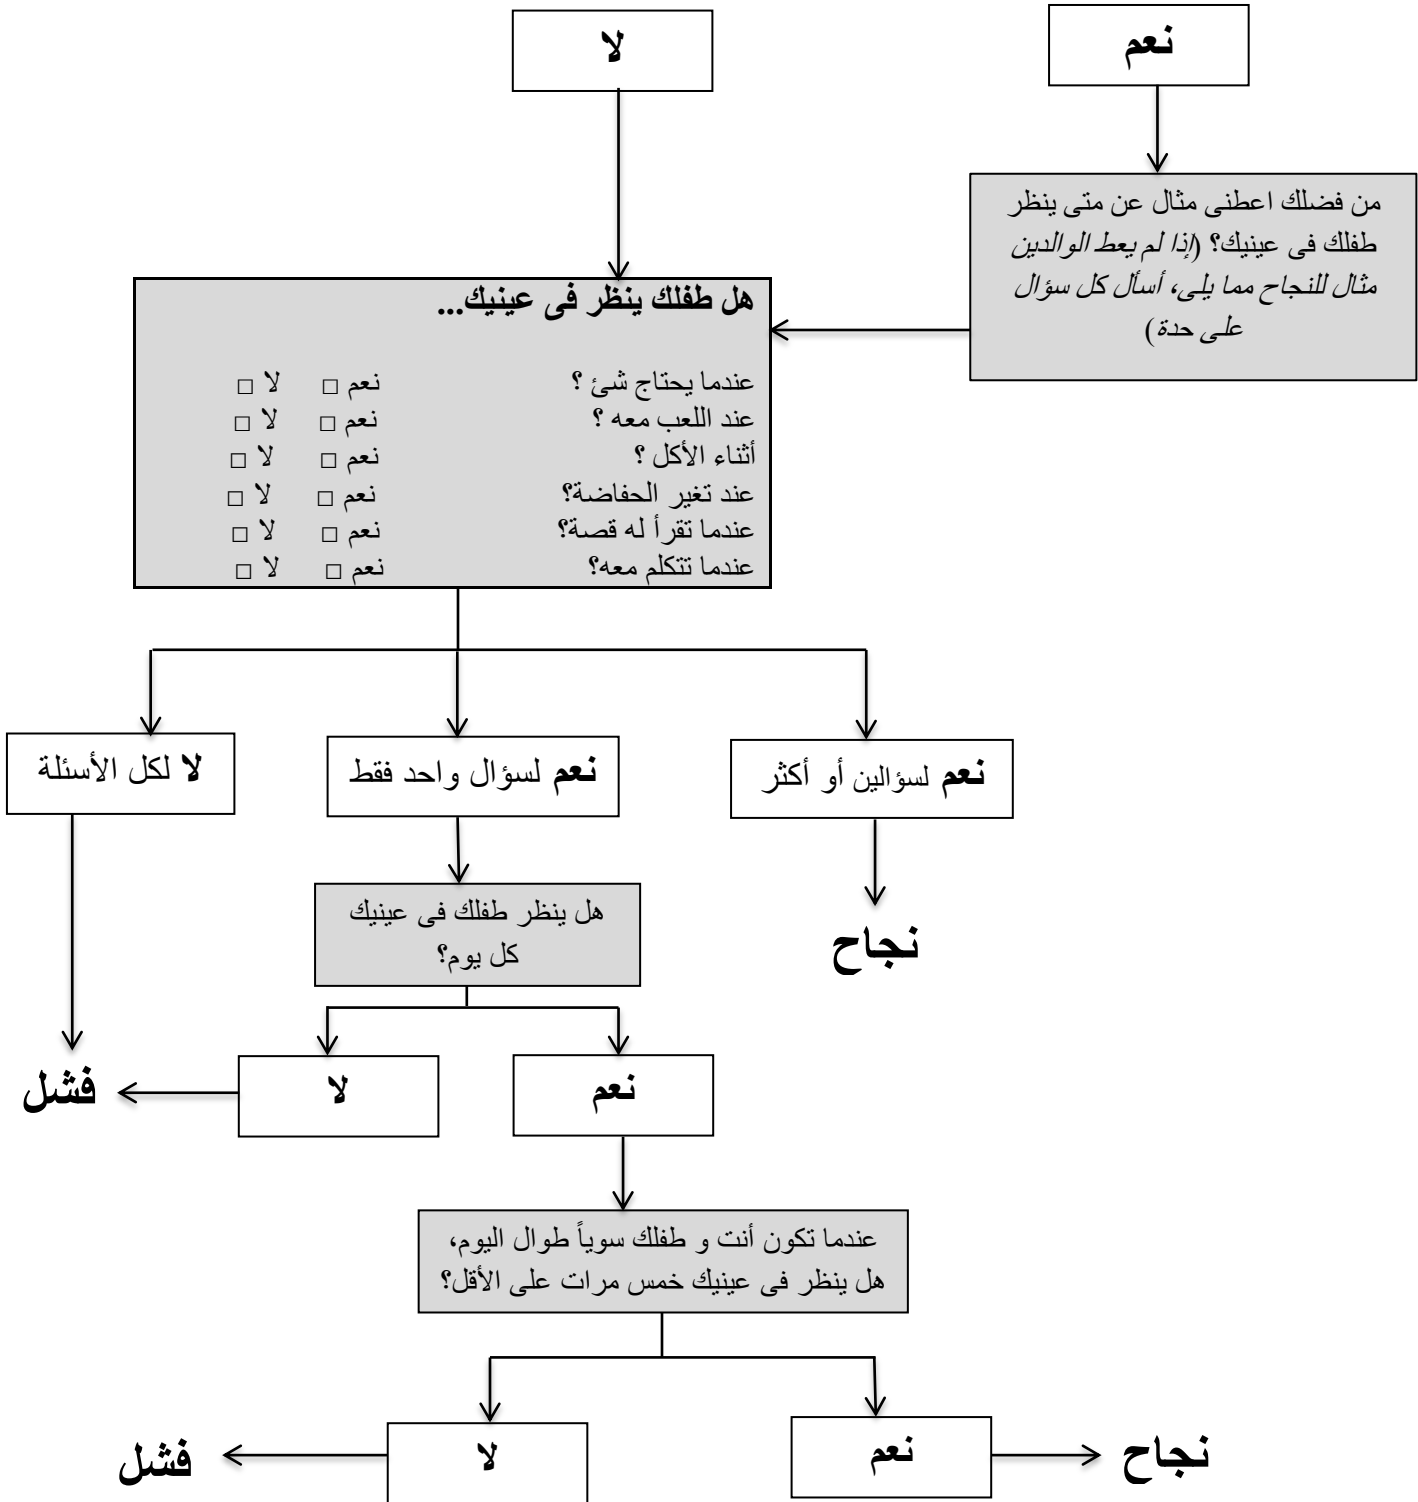 نعم
لا
من فضلك اعطنى مثال عن متى ينظر
طفلك فى عينيك؟ (إذا لم يعط الوالدين
مثال للنجاح مما يلى، أسأل كل سؤال
على حدة)
هل طفلك ينظر فى عينيك...
عندما يحتاج شئ ؟ نعم □ لا □
عند اللعب معه ؟ نعم □ لا □
أثناء الأكل ؟ نعم □ لا □
عند تغير الحفاضة؟ نعم □ لا □
عندما تقرأ له قصة؟ نعم □ لا □
عندما تتكلم معه؟ نعم □ لا □
نعم لسؤالين أو أكثر
نعم لسؤال واحد فقط
لا لكل الأسئلة
نجاح
هل ينظر طفلك فى عينيك
كل يوم؟
نعم
لا
فشل
عندما تكون أنت و طفلك سوياً طوال اليوم،
هل ينظر فى عينيك خمس مرات على الأقل؟
نجاح
نعم
لا
فشل